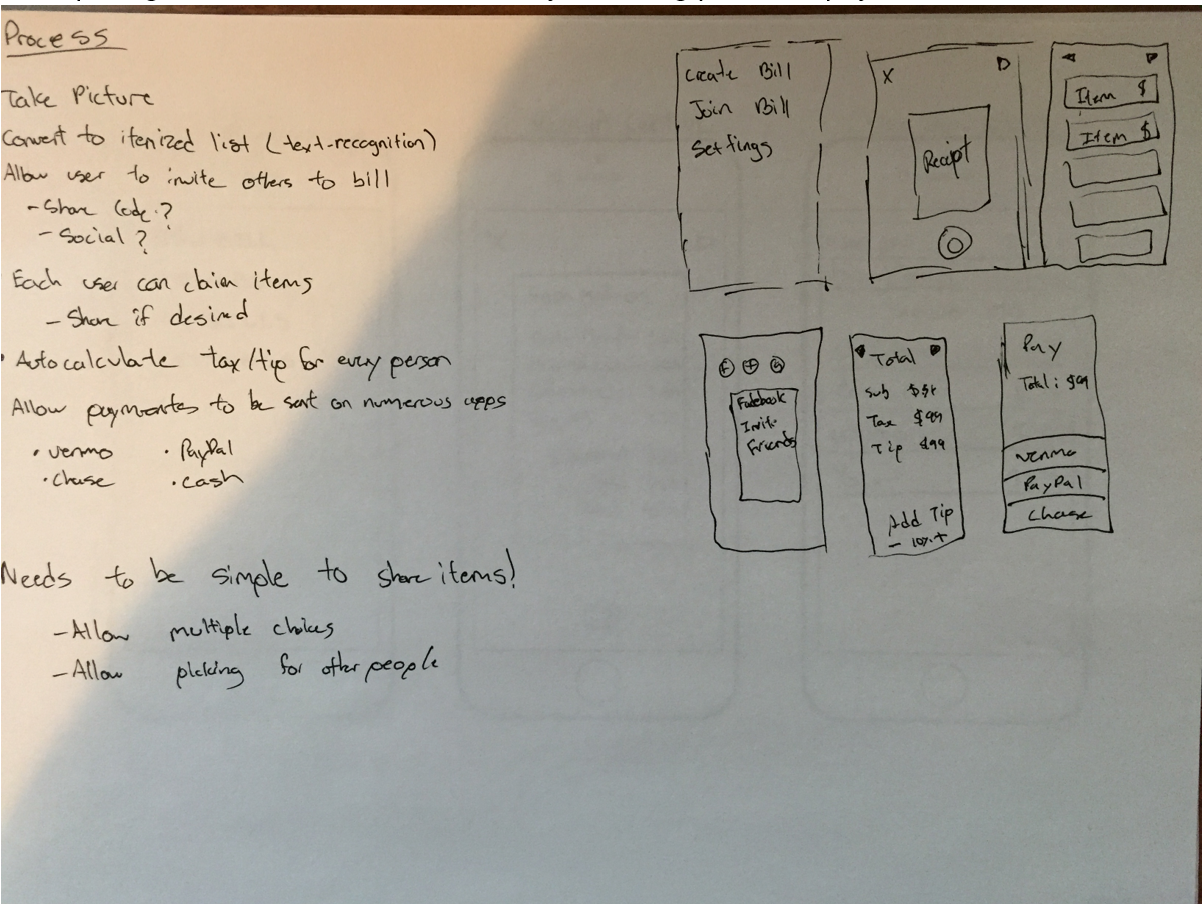 Process
Take Picture
Convert to itemized list (text-recognition)
Allow user to invite others to bill
- Share Code?
- Social?
Each user can claim items
- Share if desired
• Autocalculate tax/tip for every person
Allow paymentes to be sent on numerous apps
• venmo • PayPal
• Chase • cash
Needs to be simple to share items!
- Allow multiple choices
- Allow picking for other people
Create Bill
Join Bill
Settings
X
Receipt
Item $
Item $
Facebook
Invite
Friends
Total
Sub
Tax $99
Tip $99
Add Tip
- 10% +
Pay
Total: $99
venmo
PayPal
Chase